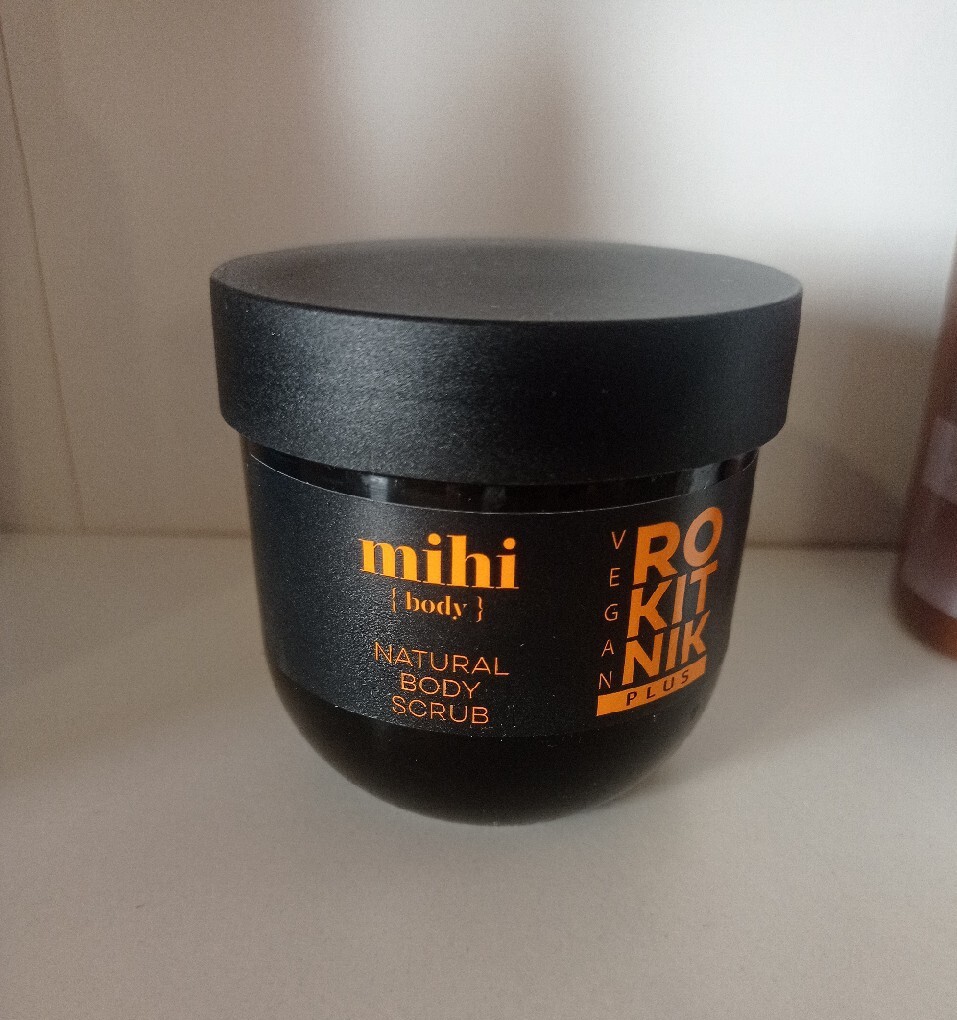 mihi
{ body }
NATURAL
BODY
SCRUB
VEGAN
RO
KIT
NIK
PLUS